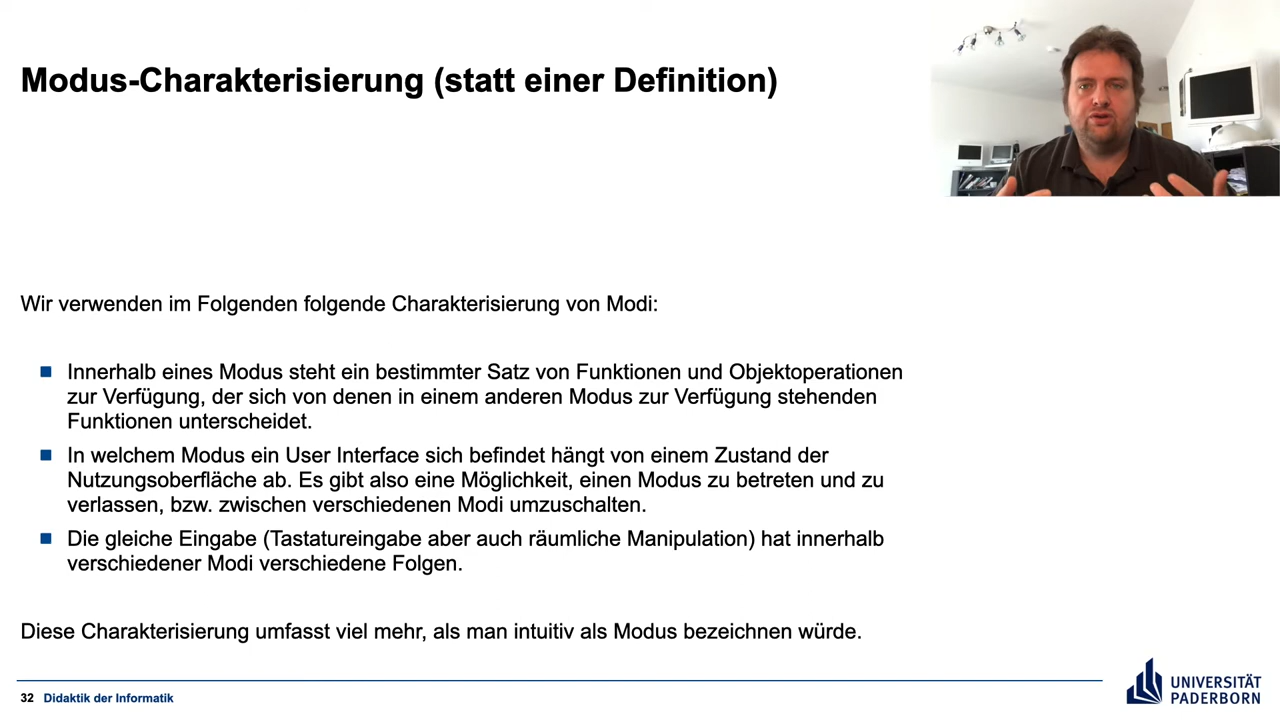 Modus-Charakterisierung (statt einer Definition)
Wir verwenden im Folgenden folgende Charakterisierung von Modi:
Innerhalb eines Modus steht ein bestimmter Satz von Funktionen und Objektoperationen
zur Verfügung, der sich von denen in einem anderen Modus zur Verfügung stehenden
Funktionen unterscheidet.
In welchem Modus ein User Interface sich befindet hängt von einem Zustand der
Nutzungsoberfläche ab. Es gibt also eine Möglichkeit, einen Modus zu betreten und zu
verlassen, bzw. zwischen verschiedenen Modi umzuschalten.
Die gleiche Eingabe (Tastatureingabe aber auch räumliche Manipulation) hat innerhalb
verschiedener Modi verschiedene Folgen.
Diese Charakterisierung umfasst viel mehr, als man intuitiv als Modus bezeichnen würde.
32 Didaktik der Informatik
UNIVERSITÄT
PADERBORN